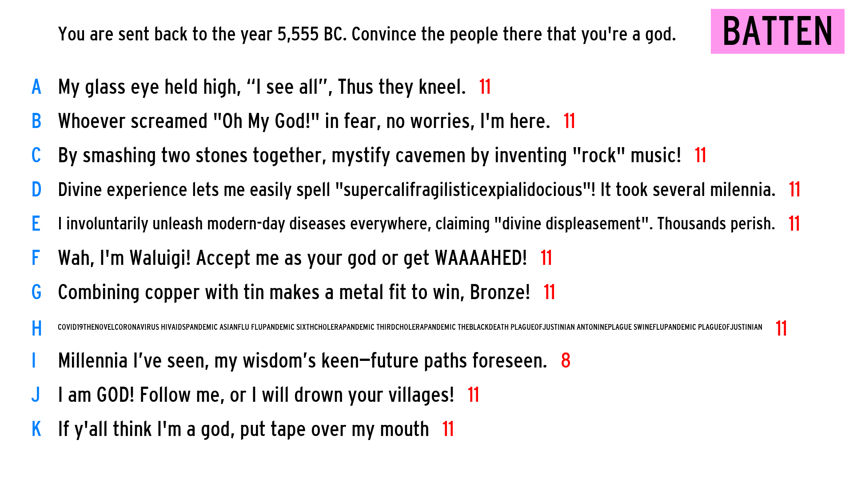 You are sent back to the year 5,555 BC. Convince the people there that you're a god.
BATTEN
A My glass eye held high, “I see all”, Thus they kneel. 11
B Whoever screamed "Oh My God!" in fear, no worries, I'm here. 11
C By smashing two stones together, mystify cavemen by inventing "rock" music! 11
D Divine experience lets me easily spell "supercalifragilisticexpialidocious"! It took several milennia. 11
E I involuntarily unleash modern-day diseases everywhere, claiming "divine displeasement". Thousands perish. 11
F Wah, I'm Waluigi! Accept me as your god or get WAAAAHED! 11
G Combining copper with tin makes a metal fit to win, Bronze! 11
H COVID19THENOVELCORONAVIRUS HIVAIDSPANDEMIC ASIANFLU FLUPANDEMIC SIXTHCHOLERAPANDEMIC THIRDCHOLERAPANDEMIC THEBLACKDEATH PLAGUEOFJUSTINIAN ANTONINEPLAGUE SWINEFLUPANDEMIC PLAGUEOFJUSTINIAN 11
I Millennia I’ve seen, my wisdom’s keen—future paths foreseen. 8
J I am GOD! Follow me, or I will drown your villages! 11
K If y'all think I'm a god, put tape over my mouth 11